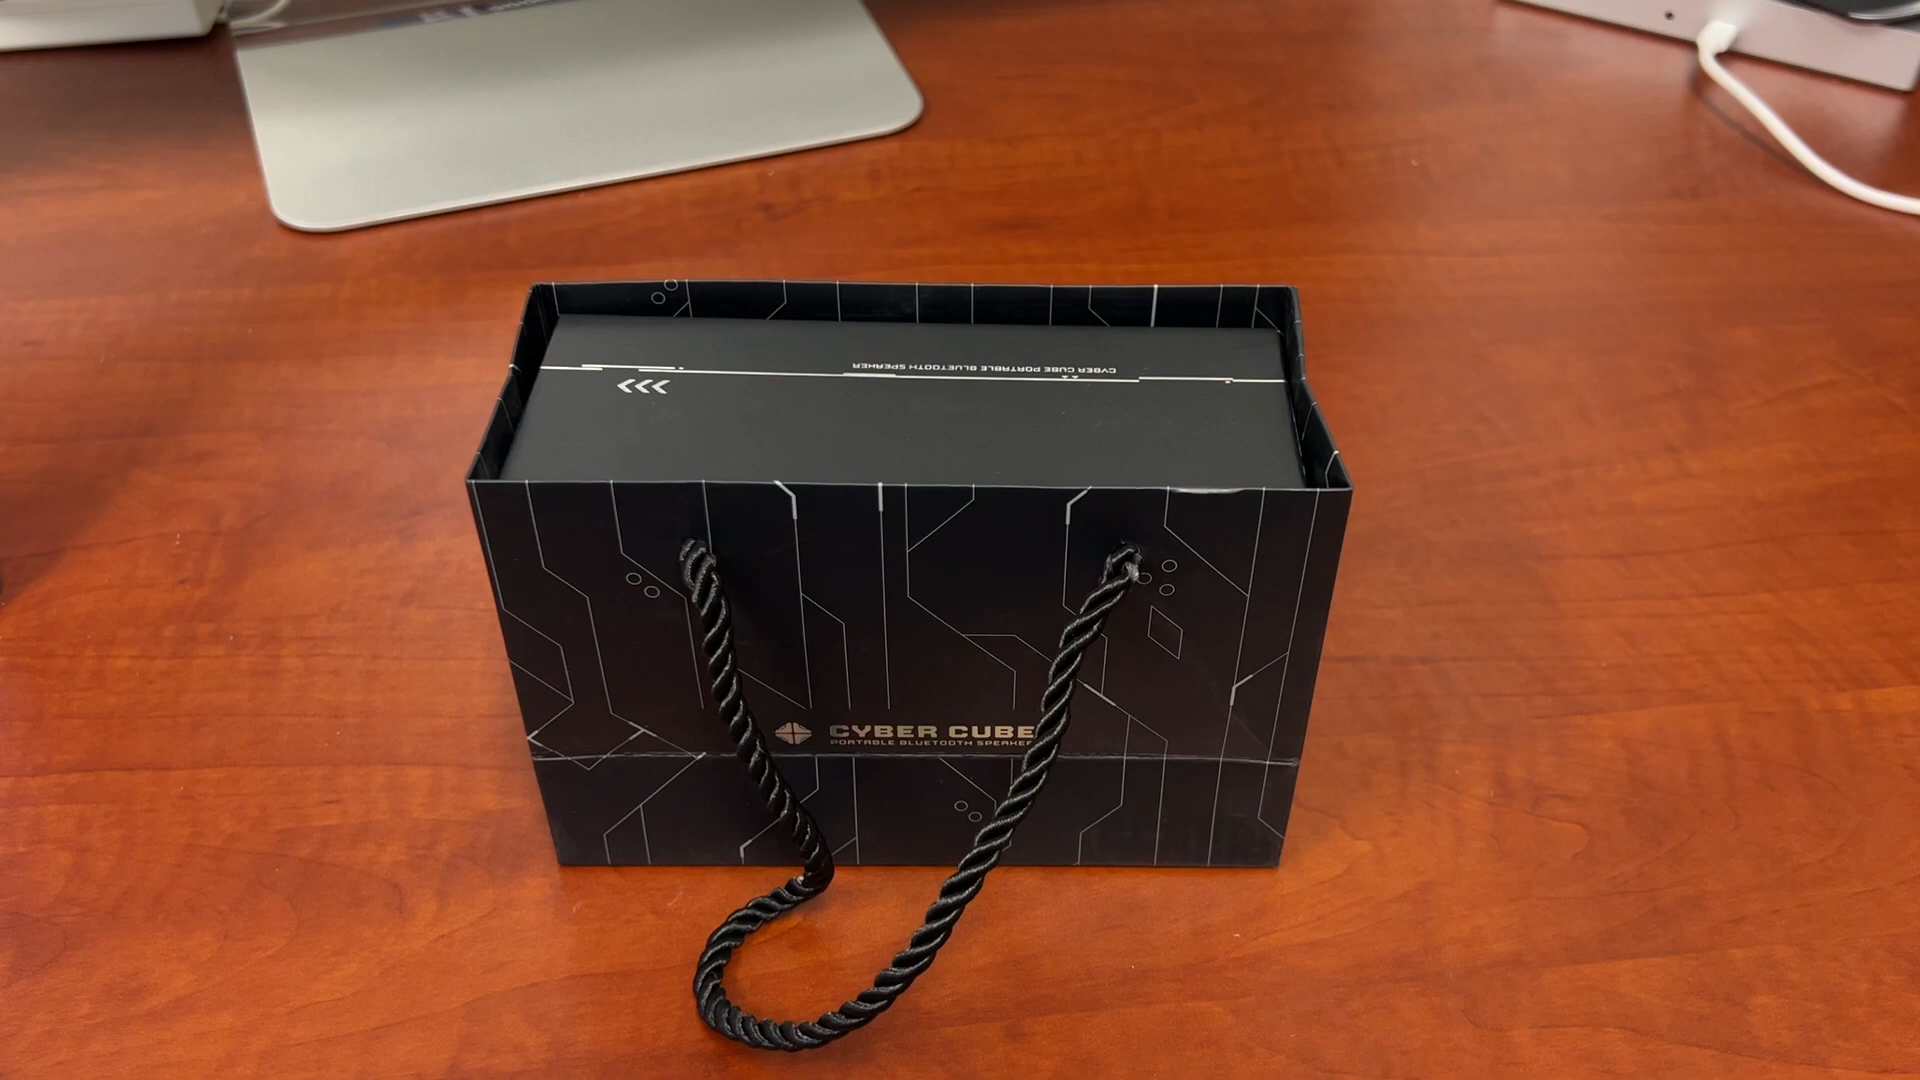 CYBER CUBE PORTABLE BLUETOOTH SPEAKER
CYBER CUBE
PORTABLE BLUETOOTH SPEAKER